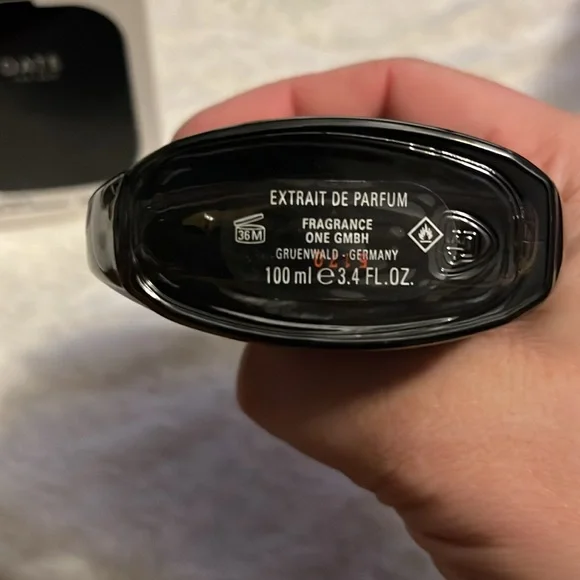 EXTRAIT DE PARFUM
36M
FRAGRANCE
ONE GMBH
GRUENWALD - GERMANY
100 ml ℮ 3.4 FL.OZ.